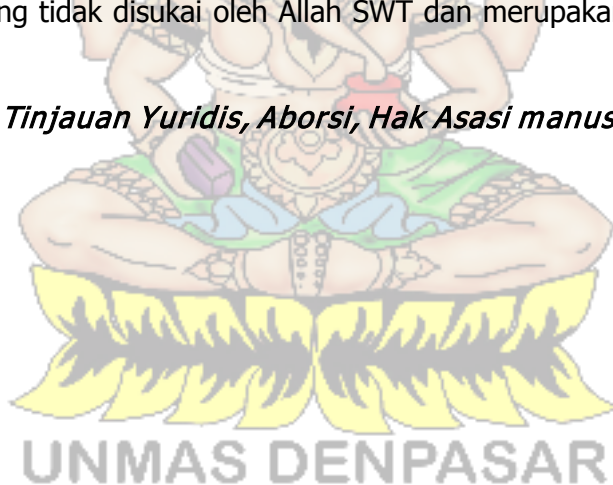 ng tidak disukai oleh Allah SWT dan merupaka
Tinjauan Yuridis, Aborsi, Hak Asasi manus
UNMAS DENPASAR